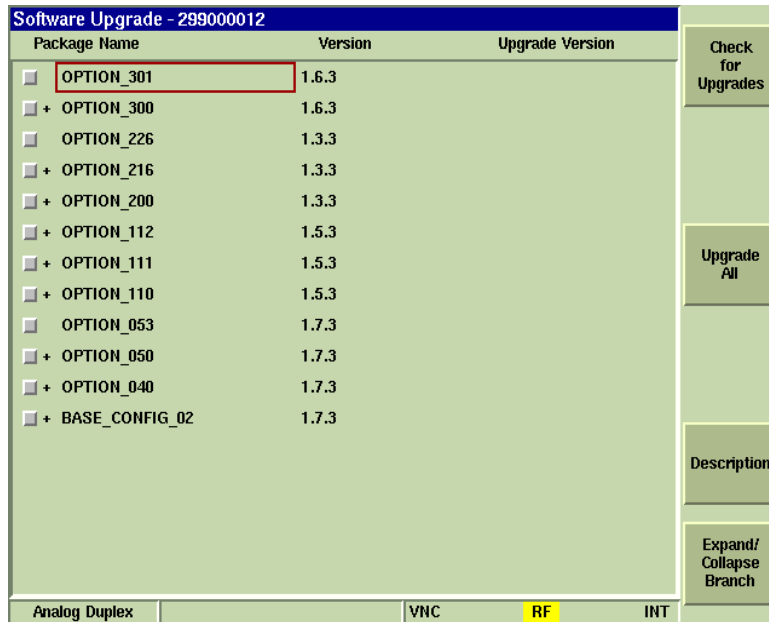 Software Upgrade - 299000012
Package Name Version Upgrade Version
OPTION_301 1.6.3
+ OPTION_300 1.6.3
OPTION_226 1.3.3
+ OPTION_216 1.3.3
+ OPTION_200 1.3.3
+ OPTION_112 1.5.3
+ OPTION_111 1.5.3
+ OPTION_110 1.5.3
OPTION_053 1.7.3
+ OPTION_050 1.7.3
+ OPTION_040 1.7.3
+ BASE_CONFIG_02 1.7.3
Check
for
Upgrades
Upgrade
All
Description
Expand/
Collapse
Branch
Analog Duplex VNC RF INT